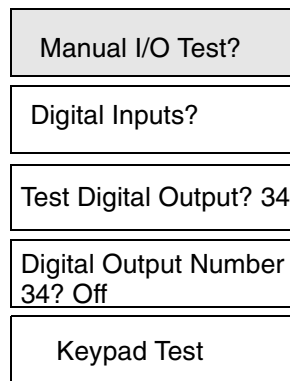 Manual I/O Test?
Digital Inputs?
Test Digital Output? 34
Digital Output Number
34? Off
Keypad Test